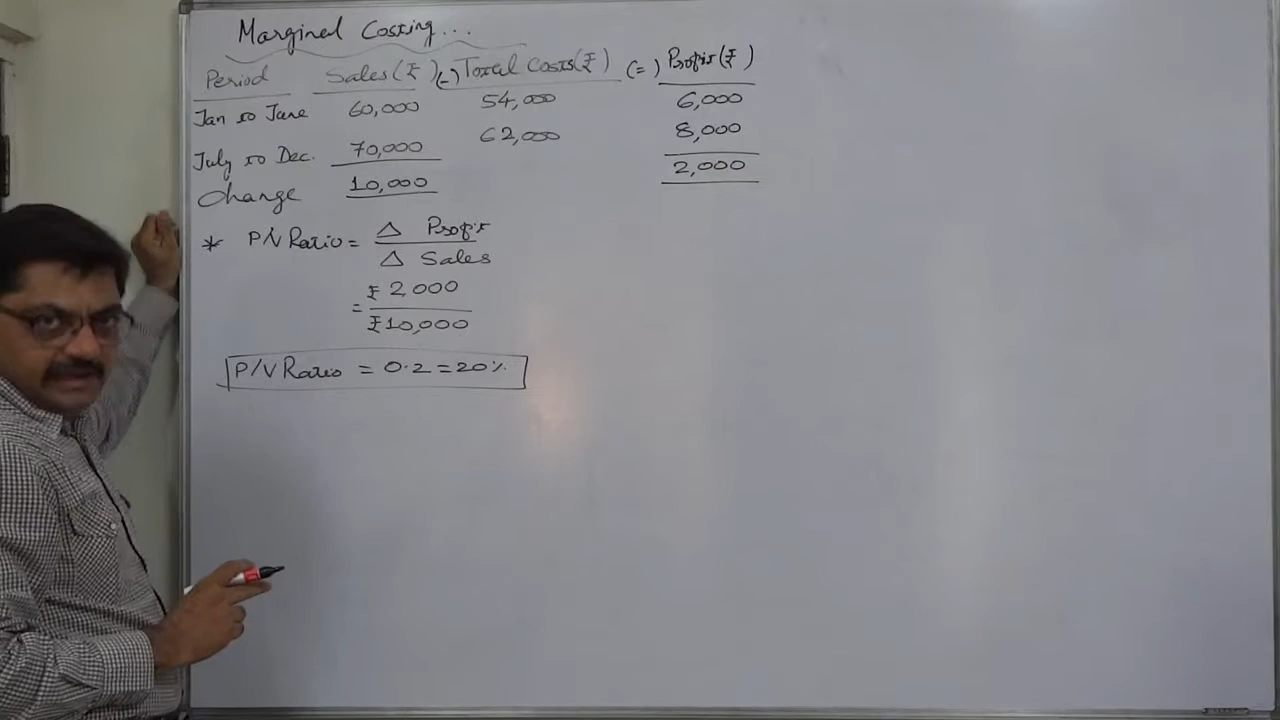 Marginal Costing...
Period Sales (₹) (-) Total Costs (₹) (=) Profit (₹)
Jan to June 60,000 54,000 6,000
July to Dec. 70,000 62,000 8,000
change 10,000 2,000
* P/V Ratio = △ Profit
△ Sales
= ₹ 2,000
₹ 10,000
P/V Ratio = 0.2 = 20%